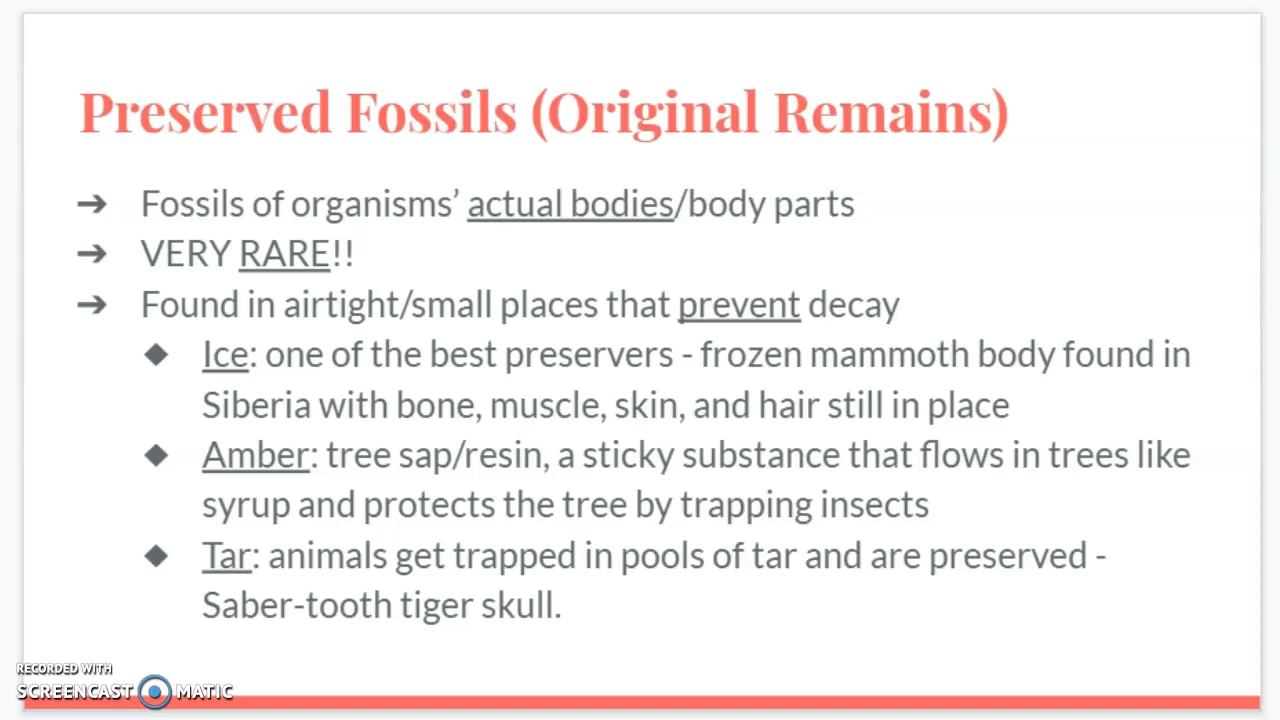 Preserved Fossils (Original Remains)
➔ Fossils of organisms’ actual bodies/body parts
➔ VERY RARE!!
➔ Found in airtight/small places that prevent decay
◆ Ice: one of the best preservers - frozen mammoth body found in
Siberia with bone, muscle, skin, and hair still in place
◆ Amber: tree sap/resin, a sticky substance that flows in trees like
syrup and protects the tree by trapping insects
◆ Tar: animals get trapped in pools of tar and are preserved -
Saber-tooth tiger skull.
RECORDED WITH
SCREENCAST MATIC